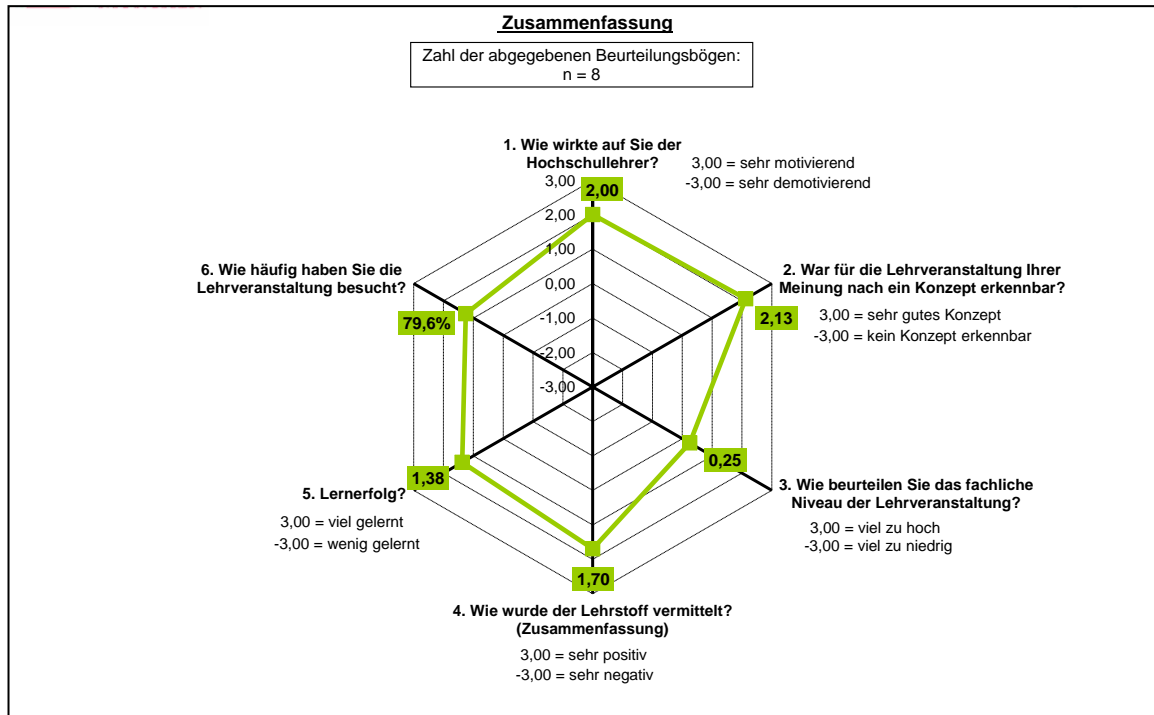 Zusammenfassung
Zahl der abgegebenen Beurteilungsbögen:
n = 8
1. Wie wirkte auf Sie der
Hochschullehrer?
3,00 = sehr motivierend
-3,00 = sehr demotivierend
3,00
2,00
1,00
0,00
-1,00
-2,00
-3,00
2,00
2. War für die Lehrveranstaltung Ihrer
Meinung nach ein Konzept erkennbar?
3,00 = sehr gutes Konzept
-3,00 = kein Konzept erkennbar
2,13
3. Wie beurteilen Sie das fachliche
Niveau der Lehrveranstaltung?
3,00 = viel zu hoch
-3,00 = viel zu niedrig
0,25
4. Wie wurde der Lehrstoff vermittelt?
(Zusammenfassung)
3,00 = sehr positiv
-3,00 = sehr negativ
1,70
5. Lernerfolg?
3,00 = viel gelernt
-3,00 = wenig gelernt
1,38
6. Wie häufig haben Sie die
Lehrveranstaltung besucht?
79,6%